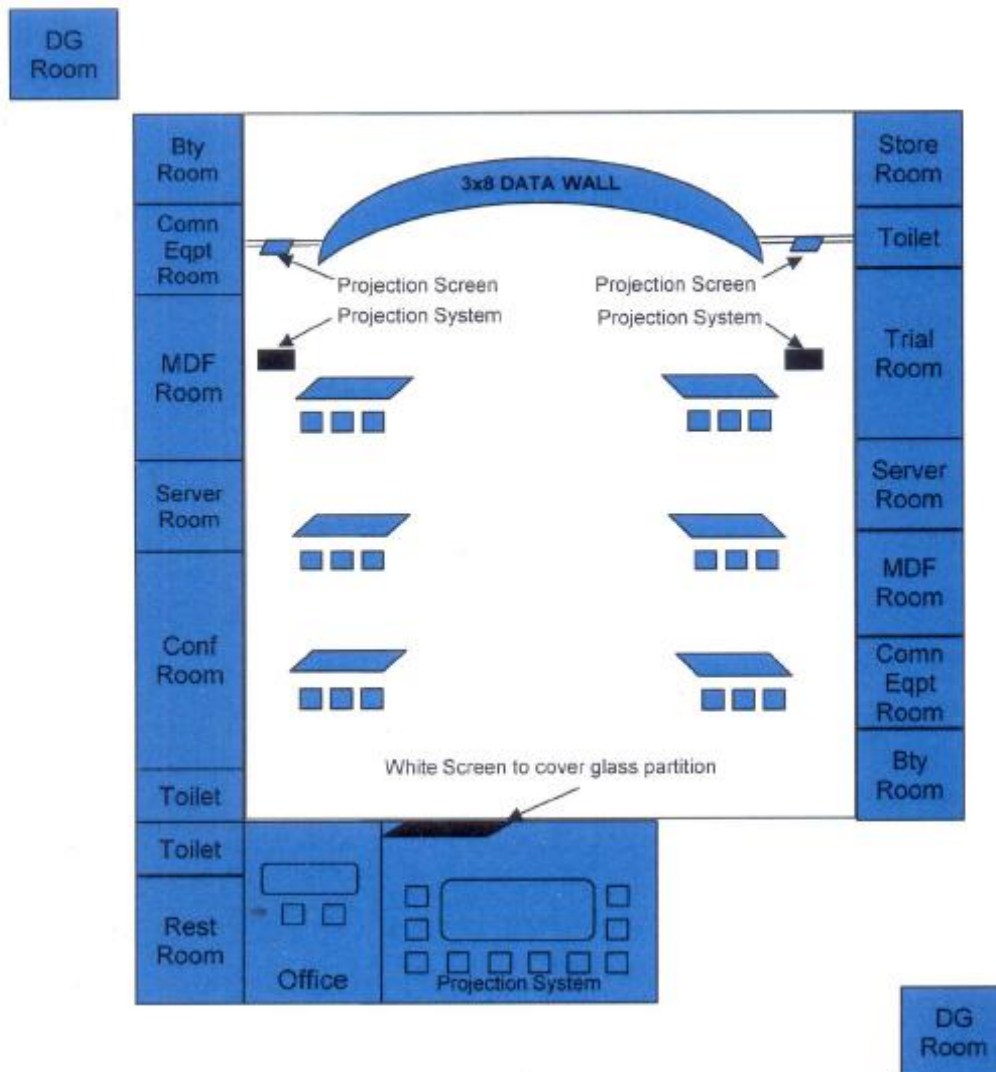 DG
Room
Bty
Room
Store
Room
3x8 DATA WALL
Comn
Eqpt
Room
Toilet
Projection Screen
Projection Screen
Projection System
Projection System
MDF
Room
Trial
Room
Server
Room
Server
Room
MDF
Room
Conf
Room
Comn
Eqpt
Room
Bty
Room
White Screen to cover glass partition
Toilet
Toilet
Rest
Room
Office
Projection System
DG
Room